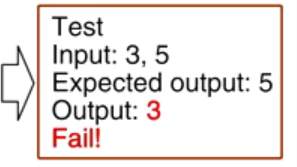 Test
Input: 3, 5
Expected output: 5
Output: 3
Fail!